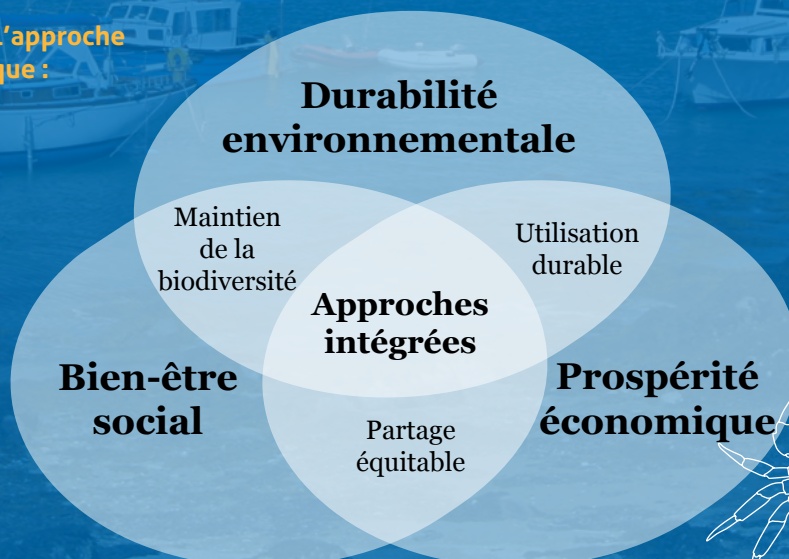 L'approche
que :
Durabilité
environnementale
Maintien
de la
biodiversité
Utilisation
durable
Approches
intégrées
Bien-être
social
Prospérité
économique
Partage
équitable